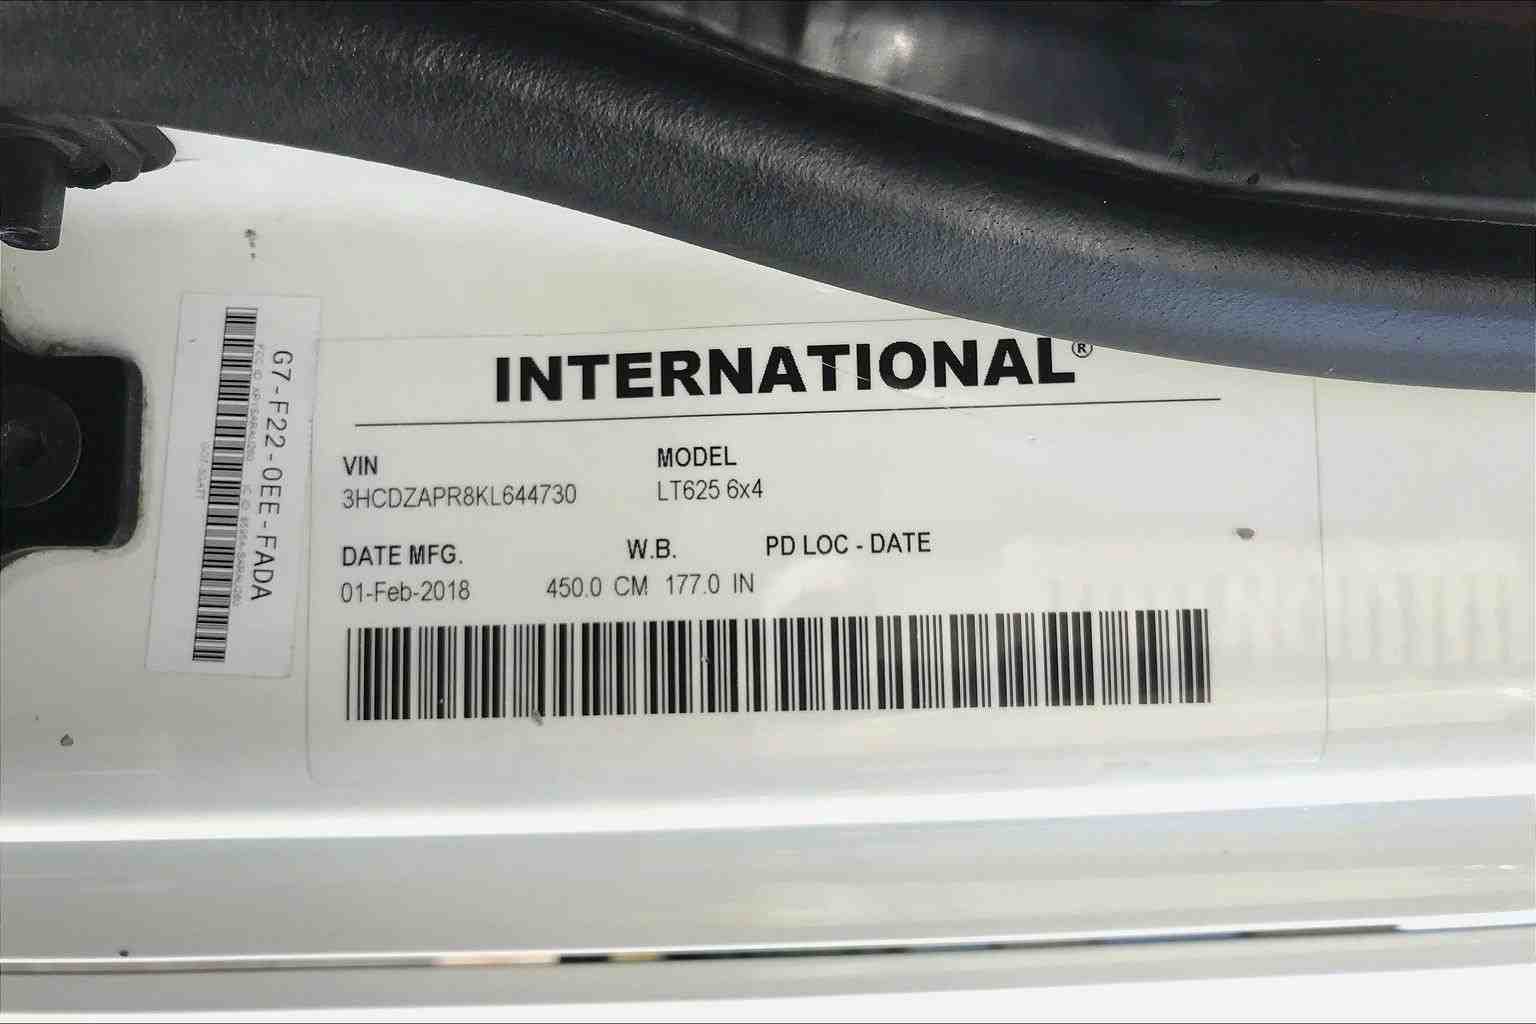 INTERNATIONAL®
VIN
3HCDZAPR8KL644730
MODEL
LT625 6x4
DATE MFG.
01-Feb-2018
W.B.
450.0 CM 177.0 IN
PD LOC - DATE
G7-F22-0EE-FADA